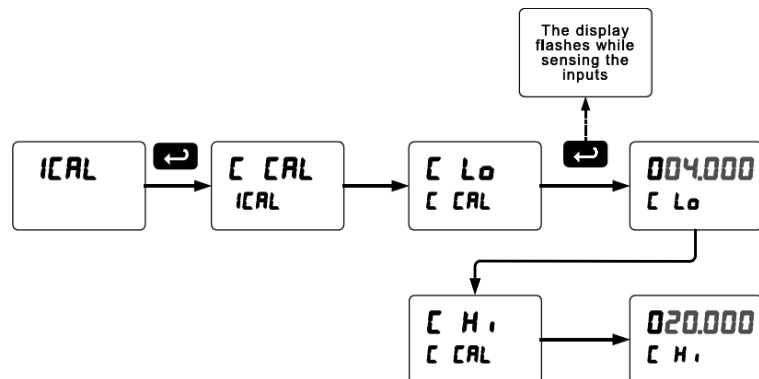 The display
flashes while
sensing the
inputs
ICAL
C CAL
ICAL
C Lo
C CAL
004.000
C Lo
C Hi
C CAL
020.000
C Hi